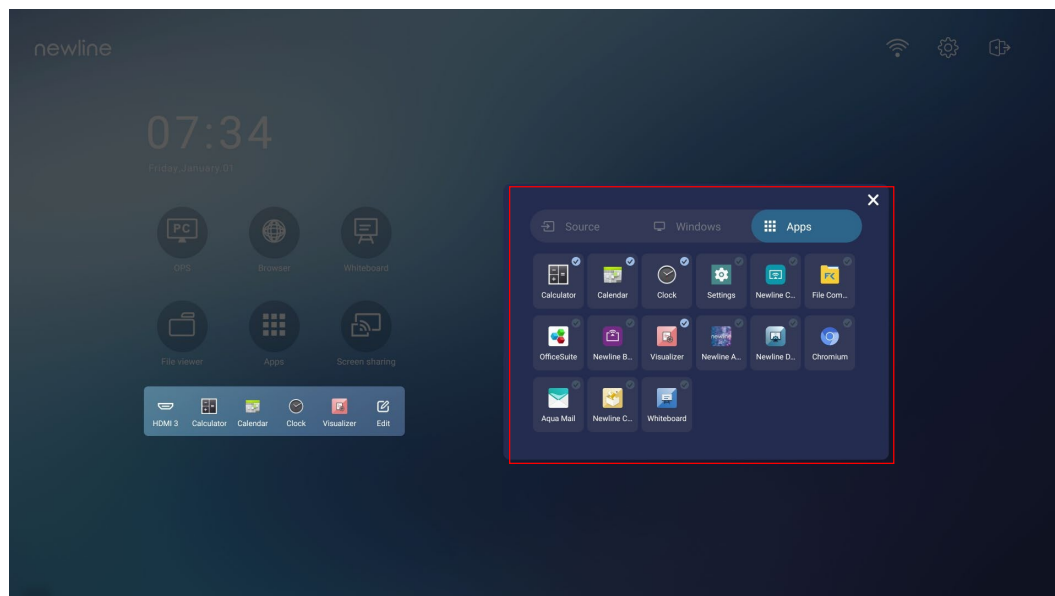 newline
07:34
Friday,January 01
PC
OPS Browser Whiteboard
File viewer Apps Screen sharing
HDMI 3 Calculator Calendar Clock Visualizer Edit
Source Windows Apps
Calculator Calendar Clock Settings Newline C... File Com...
OfficeSuite Newline B... Visualizer Newline A... Newline D... Chromium
Aqua Mail Newline C... Whiteboard